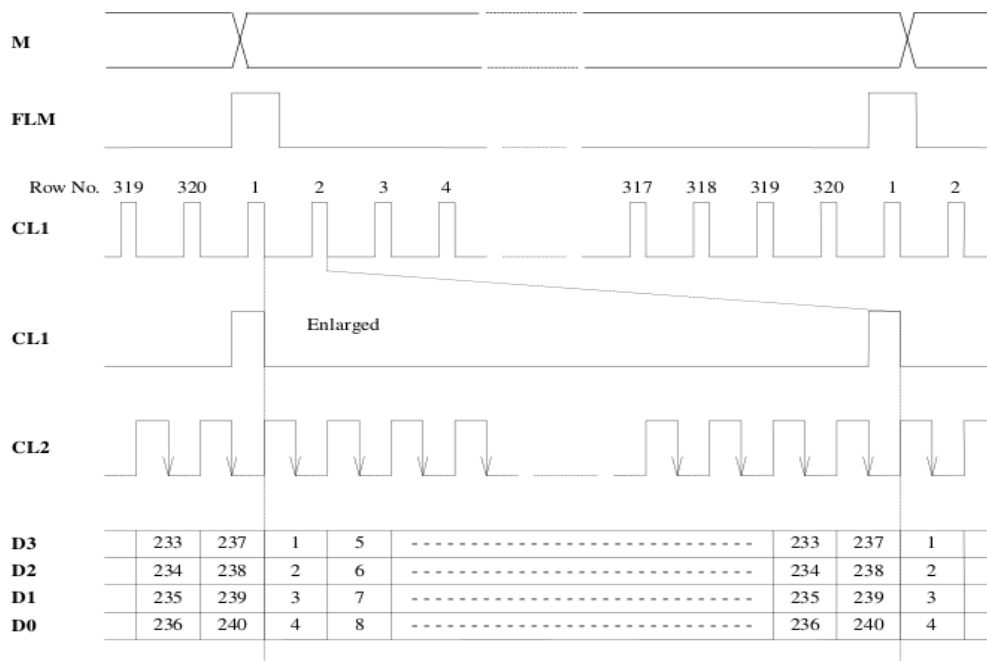 M
FLM
Row No. 319 320 1 2 3 4 317 318 319 320 1 2
CL1
CL1 Enlarged
CL2
D3 233 237 1 5 233 237 1
D2 234 238 2 6 234 238 2
D1 235 239 3 7 235 239 3
D0 236 240 4 8 236 240 4